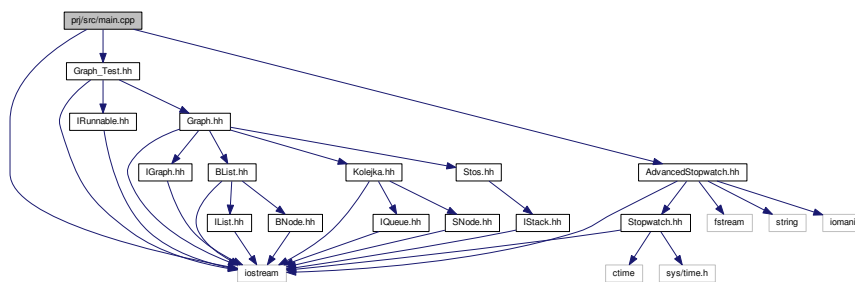 prj/src/main.cpp
Graph_Test.hh
IRunnable.hh
Graph.hh
IGraph.hh
BList.hh
Kolejka.hh
Stos.hh
AdvancedStopwatch.hh
IList.hh
BNode.hh
IQueue.hh
SNode.hh
IStack.hh
Stopwatch.hh
fstream
string
iomani
iostream
ctime
sys/time.h